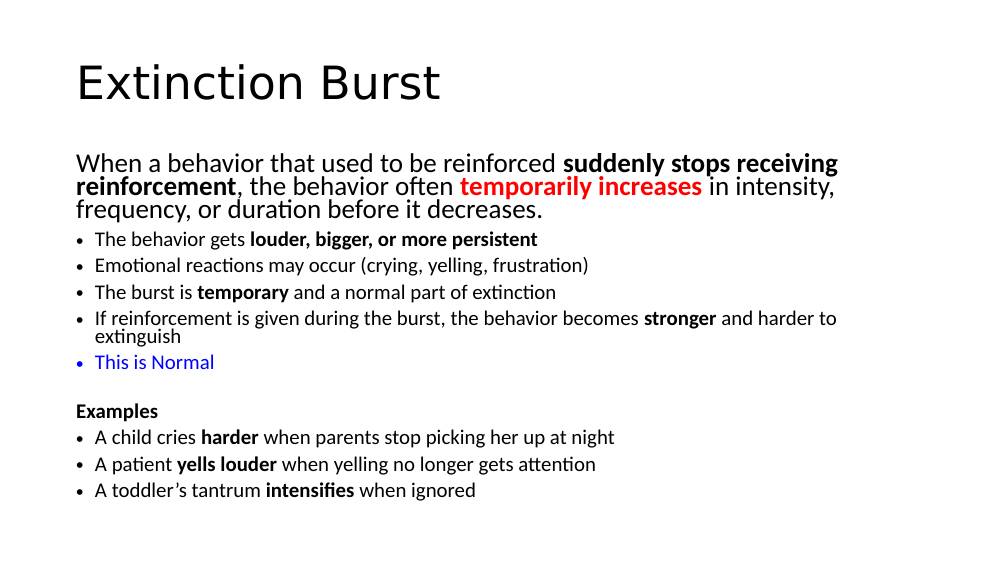 Extinction Burst
When a behavior that used to be reinforced suddenly stops receiving
reinforcement, the behavior often temporarily increases in intensity,
frequency, or duration before it decreases.
• The behavior gets louder, bigger, or more persistent
• Emotional reactions may occur (crying, yelling, frustration)
• The burst is temporary and a normal part of extinction
• If reinforcement is given during the burst, the behavior becomes stronger and harder to
extinguish
• This is Normal
Examples
• A child cries harder when parents stop picking her up at night
• A patient yells louder when yelling no longer gets attention
• A toddler’s tantrum intensifies when ignored